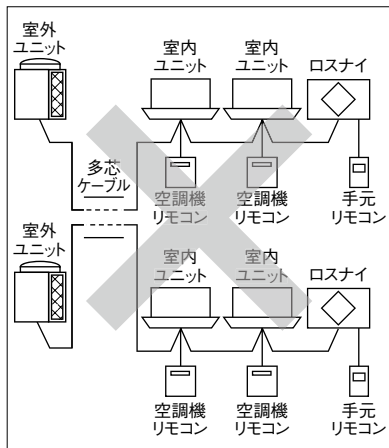 室外
ユニット
室内
ユニット
室内
ユニット
ロスナイ
多芯
ケーブル
空調機
リモコン
空調機
リモコン
手元
リモコン
室外
ユニット
室内
ユニット
室内
ユニット
ロスナイ
空調機
リモコン
空調機
リモコン
手元
リモコン